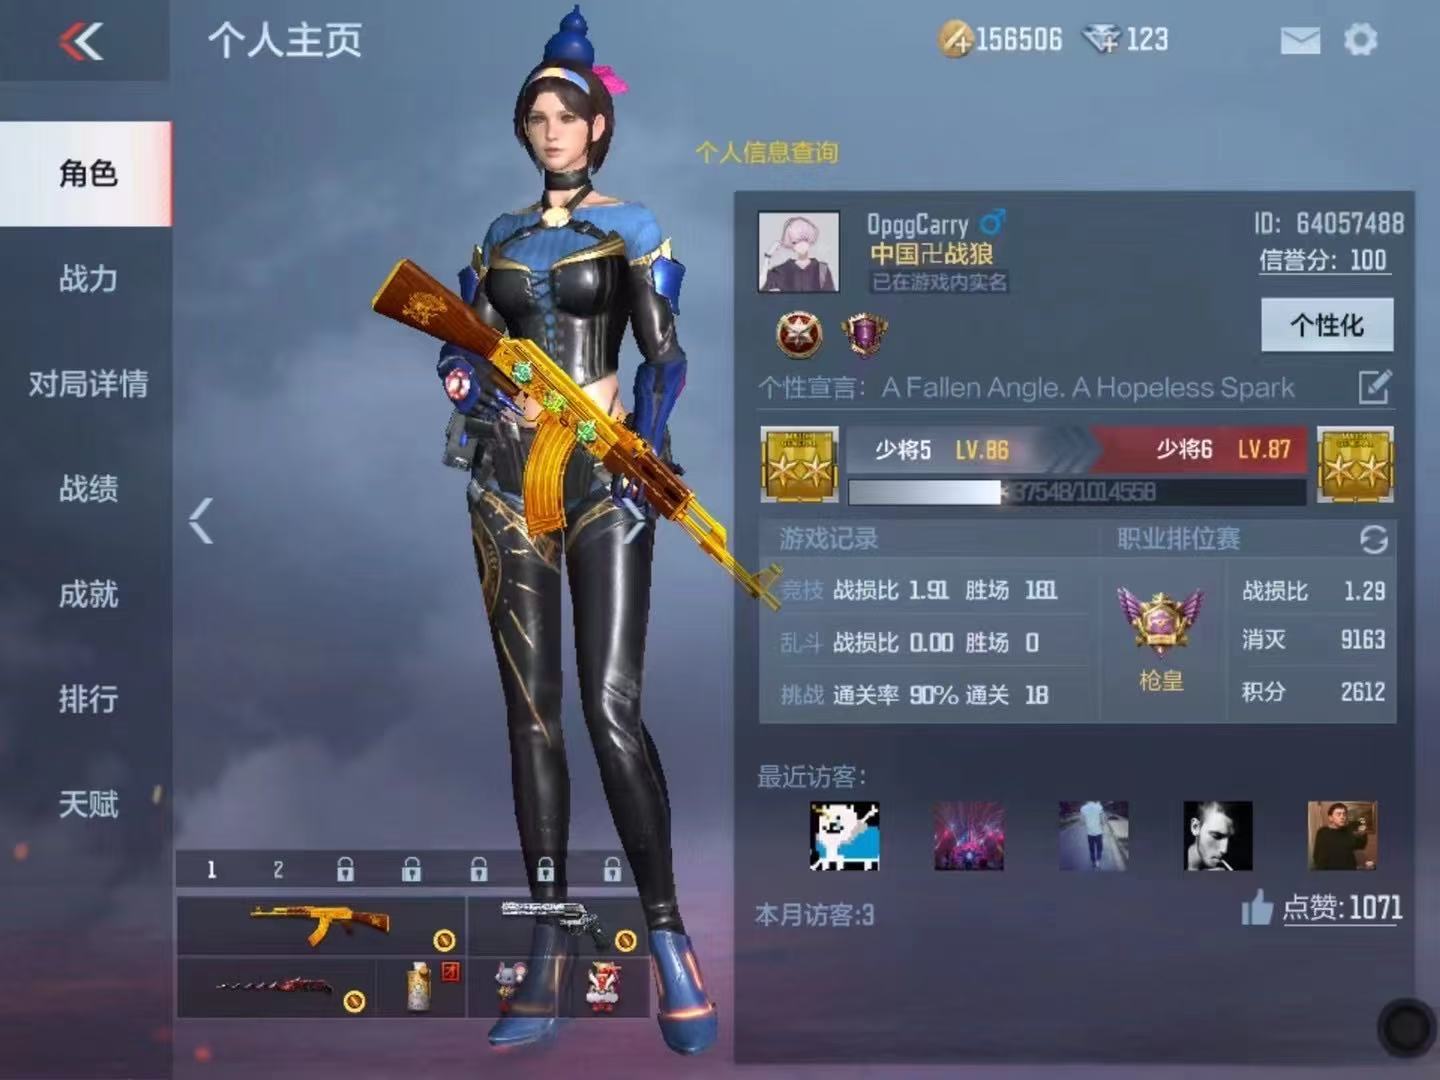 个人主页
156506
123
角色
战力
对局详情
战绩
成就
排行
天赋
个人信息查询
OpggCarry
ID: 64057488
中国卍战狼
信誉分: 100
已在游戏内实名
个性化
个性宣言: A Fallen Angle. A Hopeless Spark
少将5 LV.86
少将6 LV.87
37548/1014558
游戏记录
职业排位赛
竞技 战损比 1.91 胜场 181
乱斗 战损比 0.00 胜场 0
挑战 通关率 90% 通关 18
枪皇
战损比 1.29
消灭 9163
积分 2612
最近访客:
本月访客:3
点赞:1071
1 2